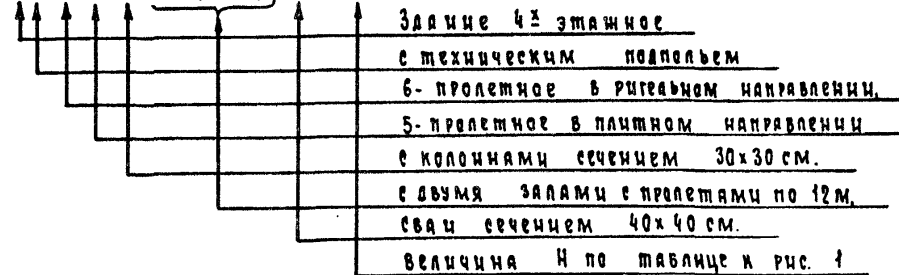 Здание 4х этажное
с техническим подпольем
6- пролетное в ригельном направлении.
5- пролетное в плитном направлении
с колоннами сечением 30х30 см.
с двумя залами с пролетами по 12м.
сваи сечением 40х40 см.
величина Н по таблице к рис. 1